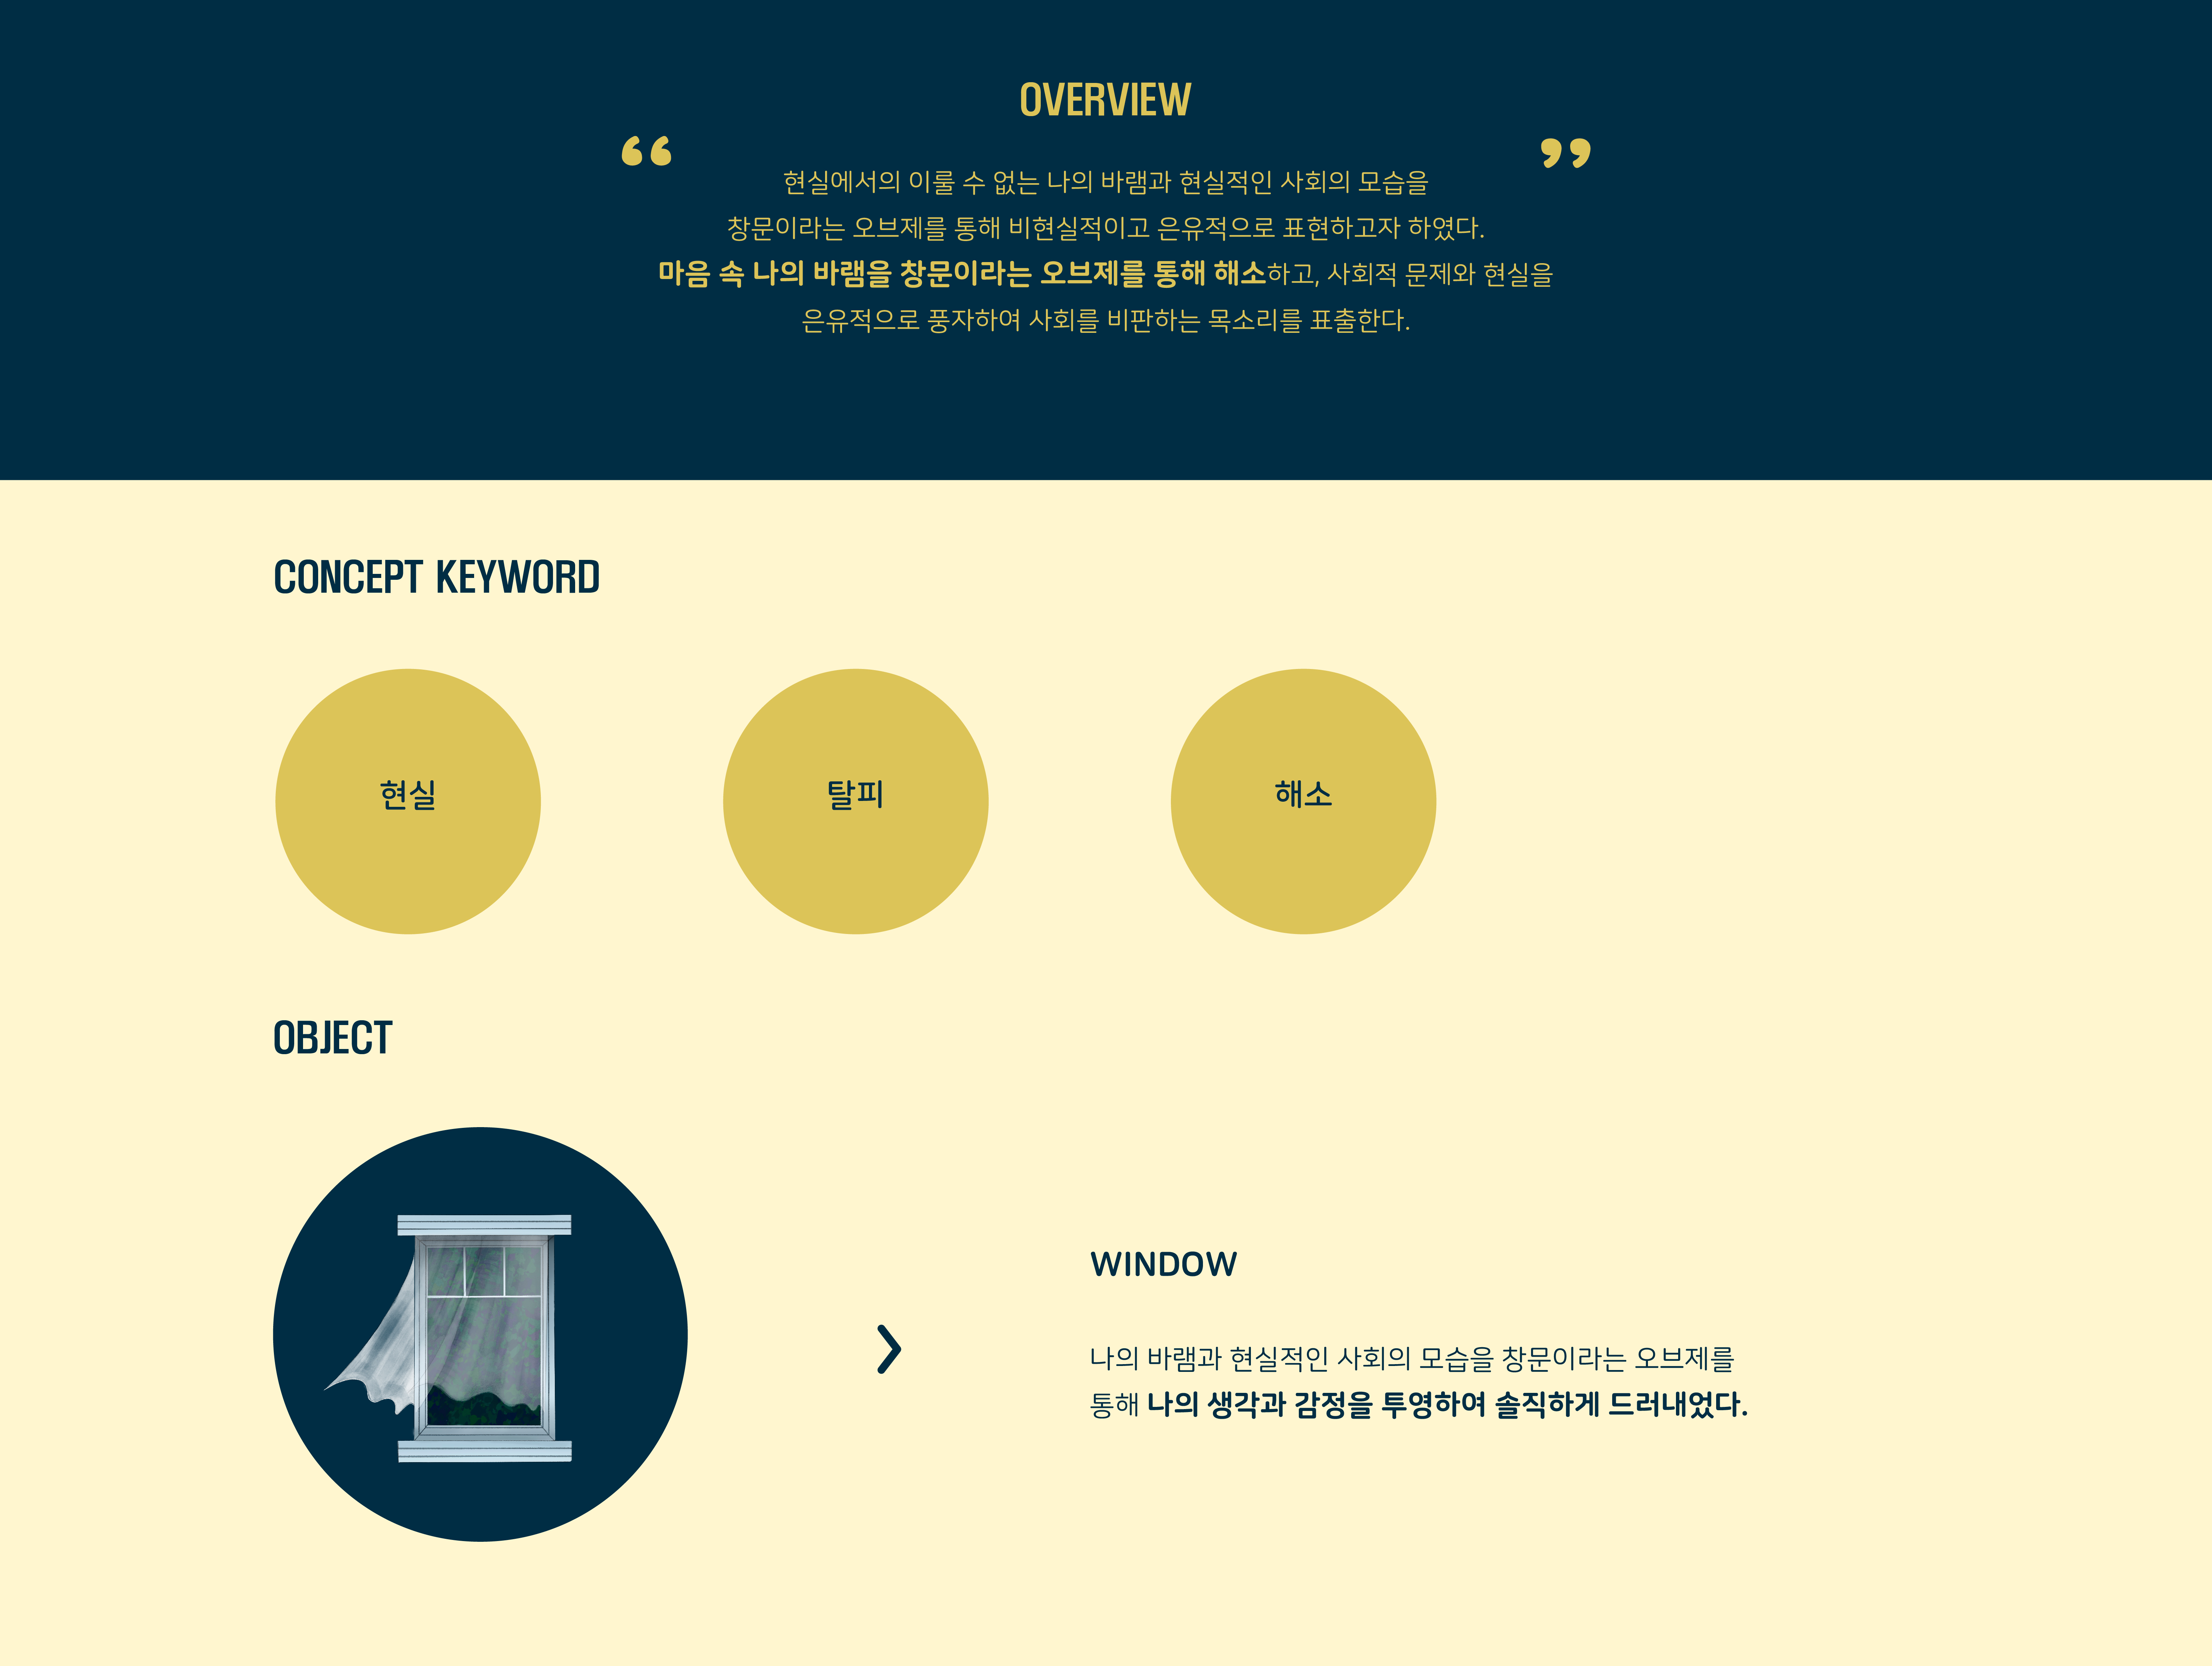 OVERVIEW
“ ”
현실에서의 이룰 수 없는 나의 바램과 현실적인 사회의 모습을
창문이라는 오브제를 통해 비현실적이고 은유적으로 표현하고자 하였다.
마음 속 나의 바램을 창문이라는 오브제를 통해 해소하고, 사회적 문제와 현실을
은유적으로 풍자하여 사회를 비판하는 목소리를 표출한다.
CONCEPT KEYWORD
현실
탈피
해소
OBJECT
WINDOW
나의 바램과 현실적인 사회의 모습을 창문이라는 오브제를
통해 나의 생각과 감정을 투영하여 솔직하게 드러내었다.